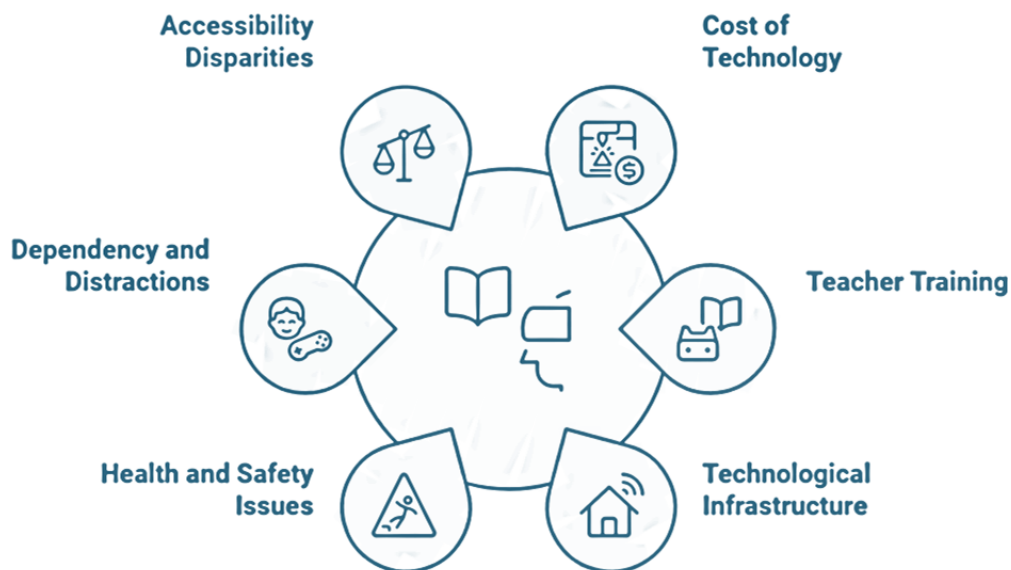 Accessibility
Disparities
Cost of
Technology
Dependency and
Distractions
Teacher Training
Health and Safety
Issues
Technological
Infrastructure